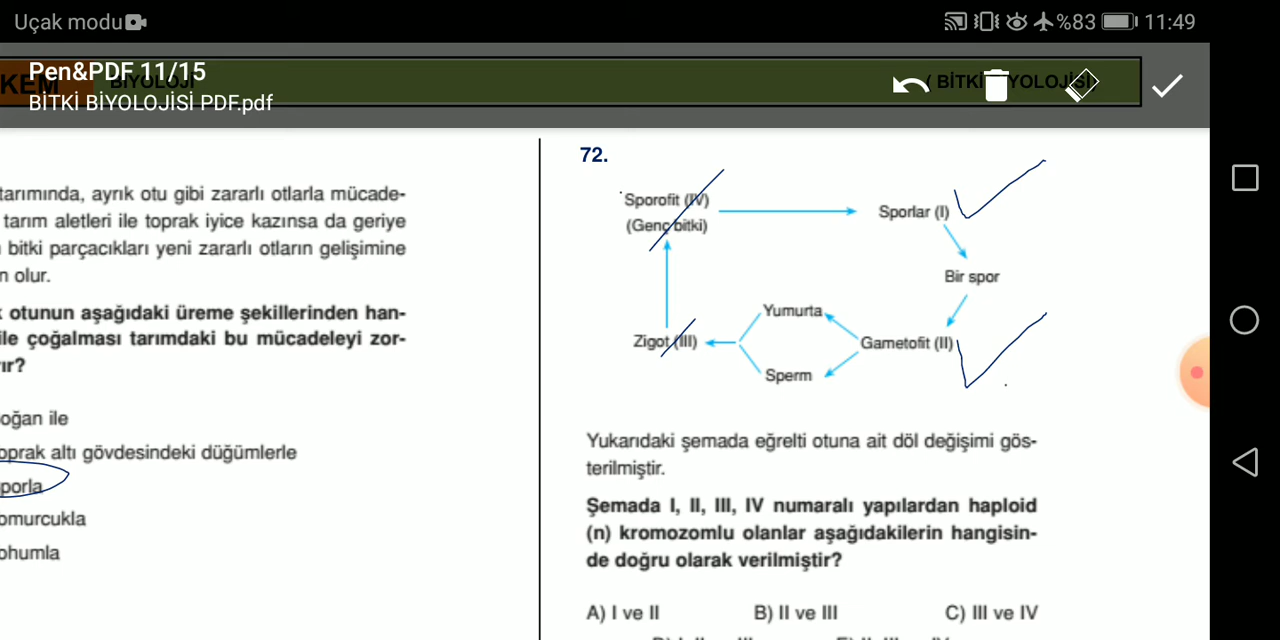 Uçak modu
%83 11:49
Pen&PDF 11/15
BİTKİ BİYOLOJİSİ PDF.pdf
KEM BİYOLOJİ
tarımında, ayrık otu gibi zararlı otlarla mücade-
tarım aletleri ile toprak iyice kazınsa da geriye
bitki parçacıkları yeni zararlı otların gelişimine
n olur.
otunun aşağıdaki üreme şekillerinden han-
ile çoğalması tarımdaki bu mücadeleyi zor-
ır?
oğan ile
oprak altı gövdesindeki düğümlerle
porla
omurcukla
ohumla
72.
Sporofit (IV)
(Genç bitki)
Sporlar (I)
Bir spor
Yumurta
Zigot (III)
Gametofit (II)
Sperm
Yukarıdaki şemada eğrelti otuna ait döl değişimi gös-
terilmiştir.
Şemada I, II, III, IV numaralı yapılardan haploid
(n) kromozomlu olanlar aşağıdakilerin hangisin-
de doğru olarak verilmiştir?
A) I ve II B) II ve III C) III ve IV